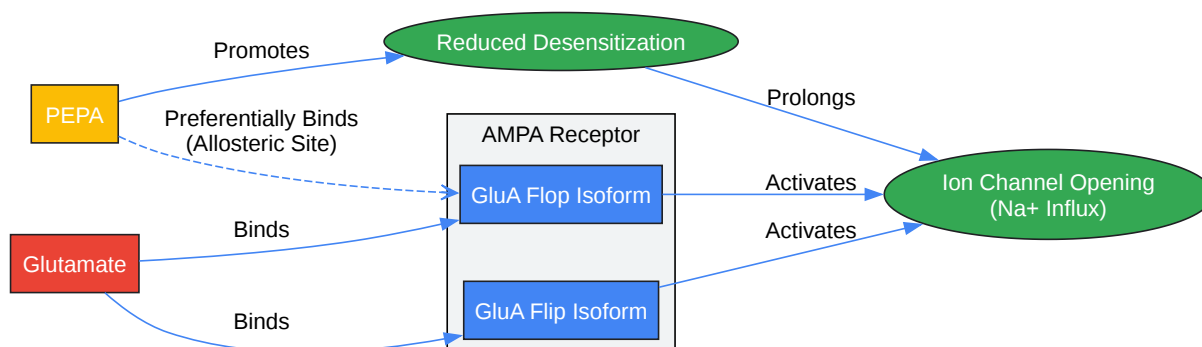 Reduced Desensitization
Promotes
PEPA
Prolongs
Preferentially Binds
(Allosteric Site)
AMPA Receptor
GluA Flop Isoform
Activates
Ion Channel Opening
(Na+ Influx)
Binds
Activates
Glutamate
GluA Flip Isoform
Binds